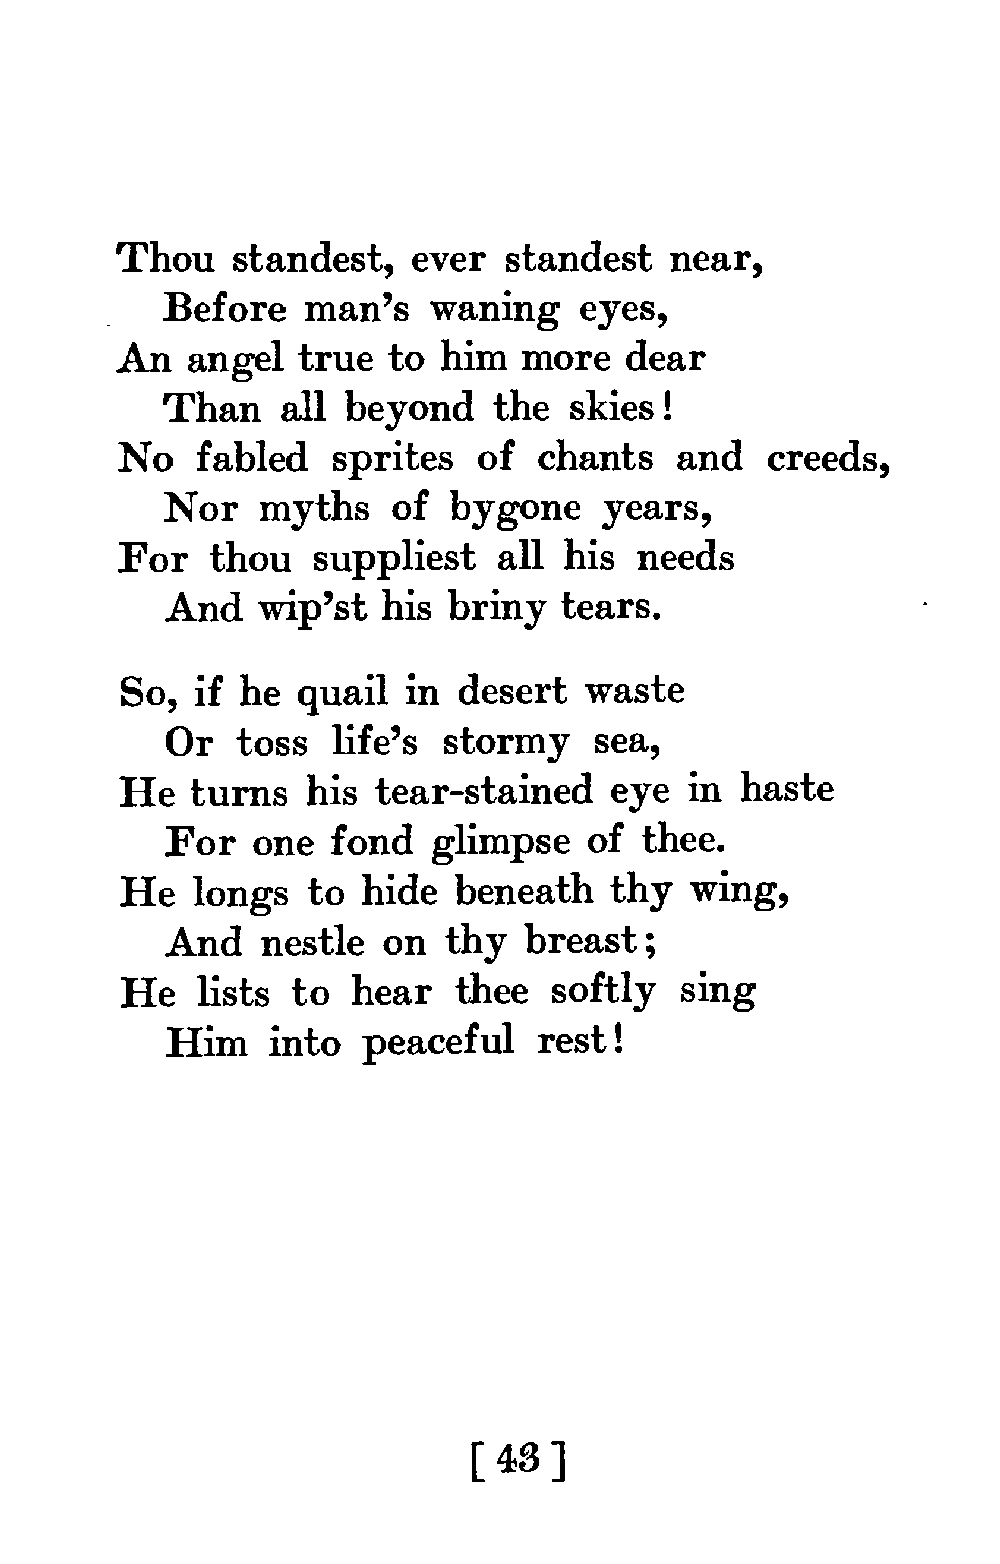 Thou standest, ever standest near,
Before man's waning eyes,
An angel true to him more dear
Than all beyond the skies!
No fabled sprites of chants and creeds,
Nor myths of bygone years,
For thou suppliest all his needs
And wip'st his briny tears.
So, if he quail in desert waste
Or toss life's stormy sea,
He turns his tear-stained eye in haste
For one fond glimpse of thee.
He longs to hide beneath thy wing,
And nestle on thy breast;
He lists to hear thee softly sing
Him into peaceful rest!
[ 43 ]